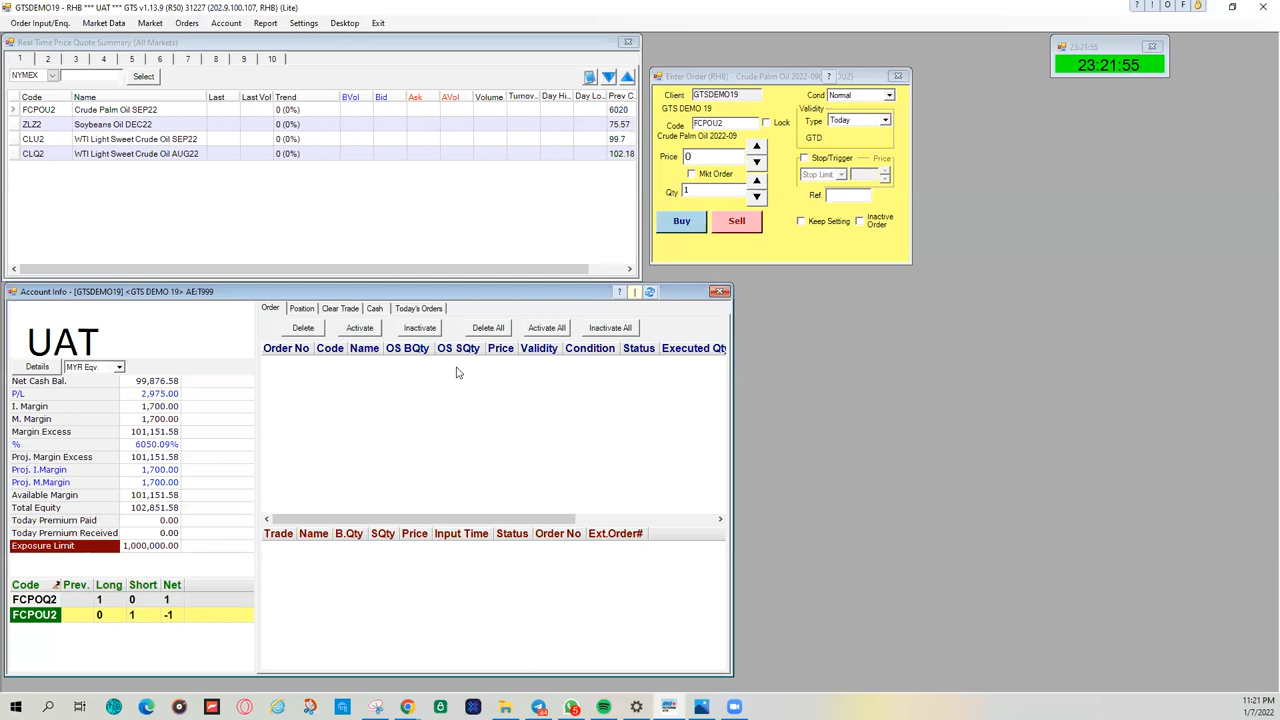 GTSDEMO19 - RHB *** UAT *** GTS v1.13.9 (R50) 31227 (202.9.100.107, RHB) (Lite)
? ! O F
Order Input/Enq. Market Data Market Orders Account Report Settings Desktop Exit
Real Time Price Quote Summary (All Markets)
1 2 3 4 5 6 7 8 9 10
NYMEX Select
Code Name Last Last Vol Trend BVol Bid Ask AVol Volume Turnov... Day Hi... Day Lo... Prev C
FCPOU2 Crude Palm Oil SEP22 0 (0%) 6020
ZLZ2 Soybeans Oil DEC22 0 (0%) 75.57
CLU2 WTI Light Sweet Crude Oil SEP22 0 (0%) 99.7
CLQ2 WTI Light Sweet Crude Oil AUG22 0 (0%) 102.18
Enter Order (RHB) - Crude Palm Oil 2022-09
?
Client GTSDEMO19 Cond Normal
GTS DEMO 19 Validity
Code FCPOU2 Lock Type Today
Crude Palm Oil 2022-09 GTD
Price 0 Stop/Trigger Price
Mkt Order Stop Limit
Qty 1 Ref.
Buy Sell Keep Setting Inactive Order
23:21:55
23:21:55
Account Info - [GTSDEMO19] <GTS DEMO 19> AE:T999
? |
UAT
Details MYR Eqv.
Net Cash Bal. 99,876.58
P/L 2,975.00
I. Margin 1,700.00
M. Margin 1,700.00
Margin Excess 101,151.58
% 6050.09%
Proj. Margin Excess 101,151.58
Proj. I.Margin 1,700.00
Proj. M.Margin 1,700.00
Available Margin 101,151.58
Total Equity 102,851.58
Today Premium Paid 0.00
Today Premium Received 0.00
Exposure Limit 1,000,000.00
Code Prev. Long Short Net
FCPOQ2 1 0 1
FCPOU2 0 1 -1
Order Position Clear Trade Cash Today's Orders
Delete Activate Inactivate Delete All Activate All Inactivate All
Order No Code Name OS BQty OS SQty Price Validity Condition Status Executed Qty
Trade Name B.Qty SQty Price Input Time Status Order No Ext.Order#
11:21 PM
1/7/2022